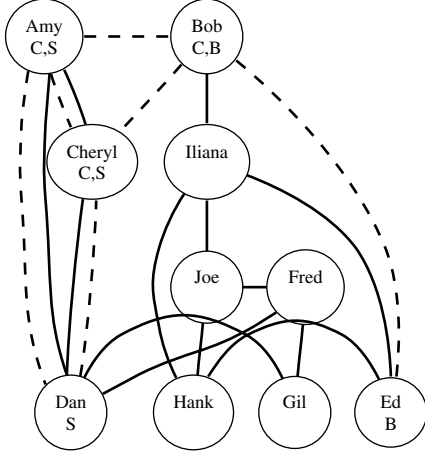 Amy
C,S
Bob
C,B
Cheryl
C,S
Iliana
Joe
Fred
Dan
S
Hank
Gil
Ed
B